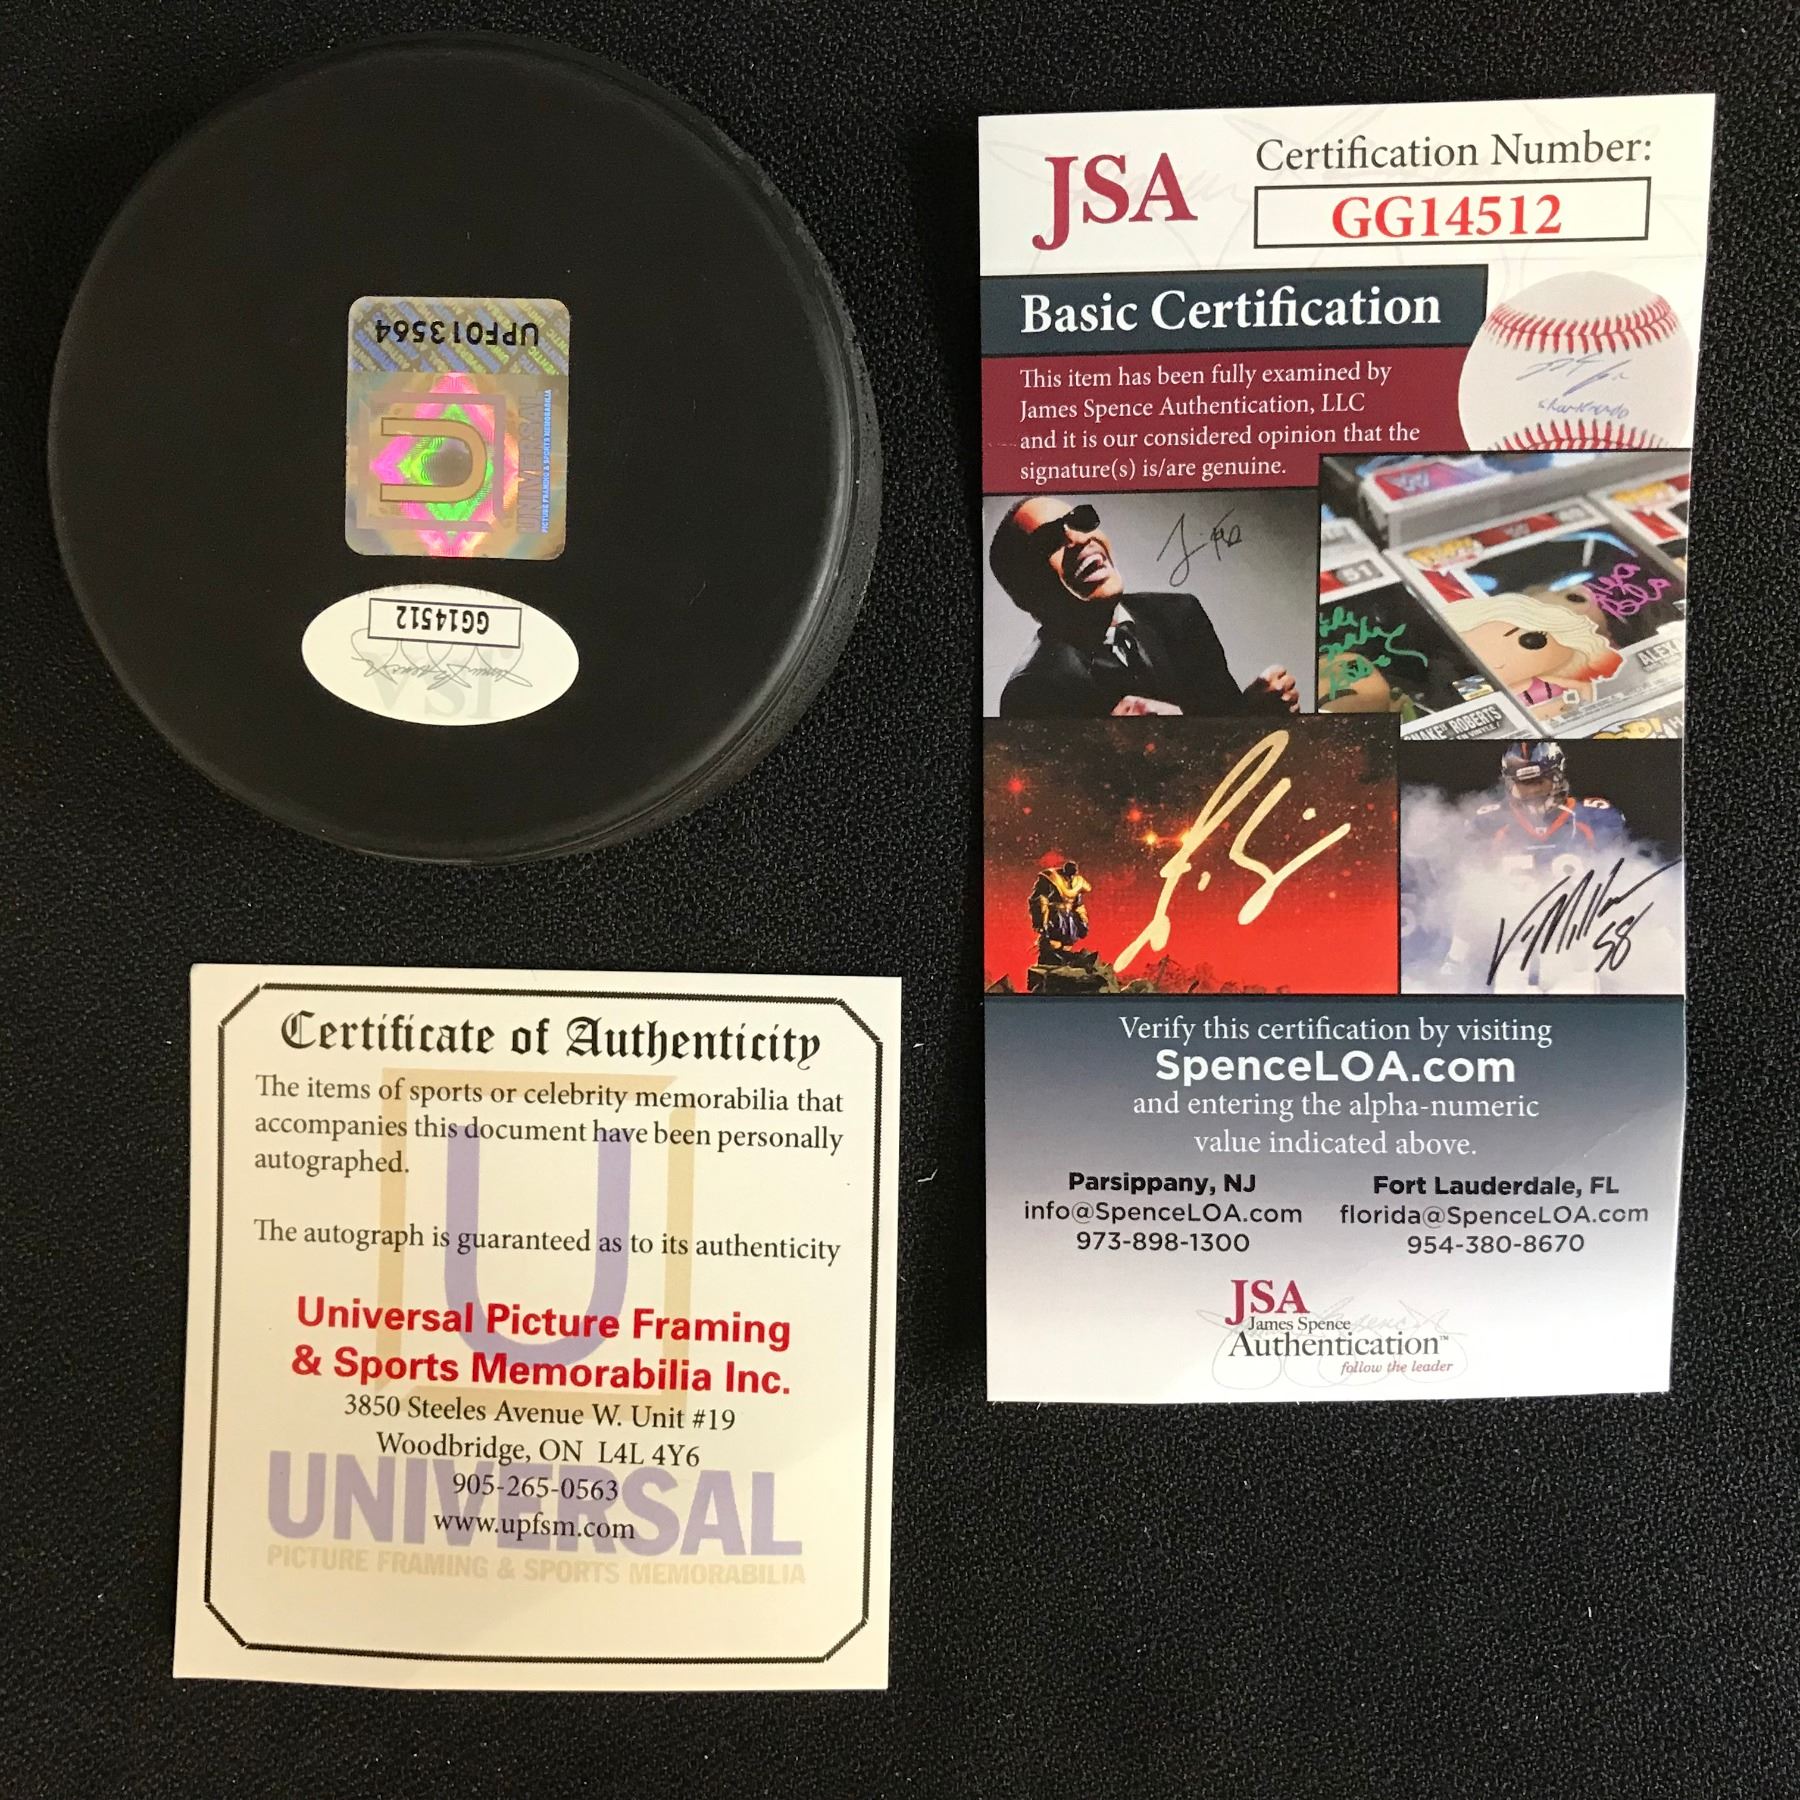 UPF013564
UNIVERSAL
PICTURE FRAMING & SPORTS MEMORABILIA
GG14512
JSA
Certification Number:
GG14512
Basic Certification
This item has been fully examined by
James Spence Authentication, LLC
and it is our considered opinion that the
signature(s) is/are genuine.
51
ALEX
ROBERTS
58
Verify this certification by visiting
SpenceLOA.com
and entering the alpha-numeric
value indicated above.
Parsippany, NJ
info@SpenceLOA.com
973-898-1300
Fort Lauderdale, FL
florida@SpenceLOA.com
954-380-8670
JSA
James Spence
Authentication™
follow the leader
Certificate of Authenticity
The items of sports or celebrity memorabilia that
accompanies this document have been personally
autographed.
The autograph is guaranteed as to its authenticity
Universal Picture Framing
& Sports Memorabilia Inc.
3850 Steeles Avenue W. Unit #19
Woodbridge, ON L4L 4Y6
905-265-0563
www.upfsm.com
UNIVERSAL
PICTURE FRAMING & SPORTS MEMORABILIA